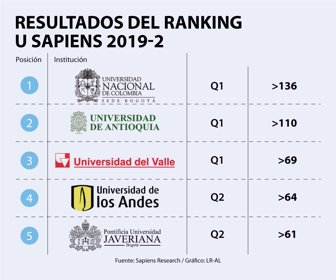 RESULTADOS DEL RANKING
U SAPIENS 2019-2
Posición Institución
1 UNIVERSIDAD NACIONAL DE COLOMBIA SEDE BOGOTÁ Q1 >136
2 UNIVERSIDAD DE ANTIOQUIA Q1 >110
3 Universidad del Valle Q1 >69
4 Universidad de los Andes Q2 >64
5 Pontificia Universidad JAVERIANA Bogotá Q2 >61
Fuente: Sapiens Research / Gráfico: LR-AL